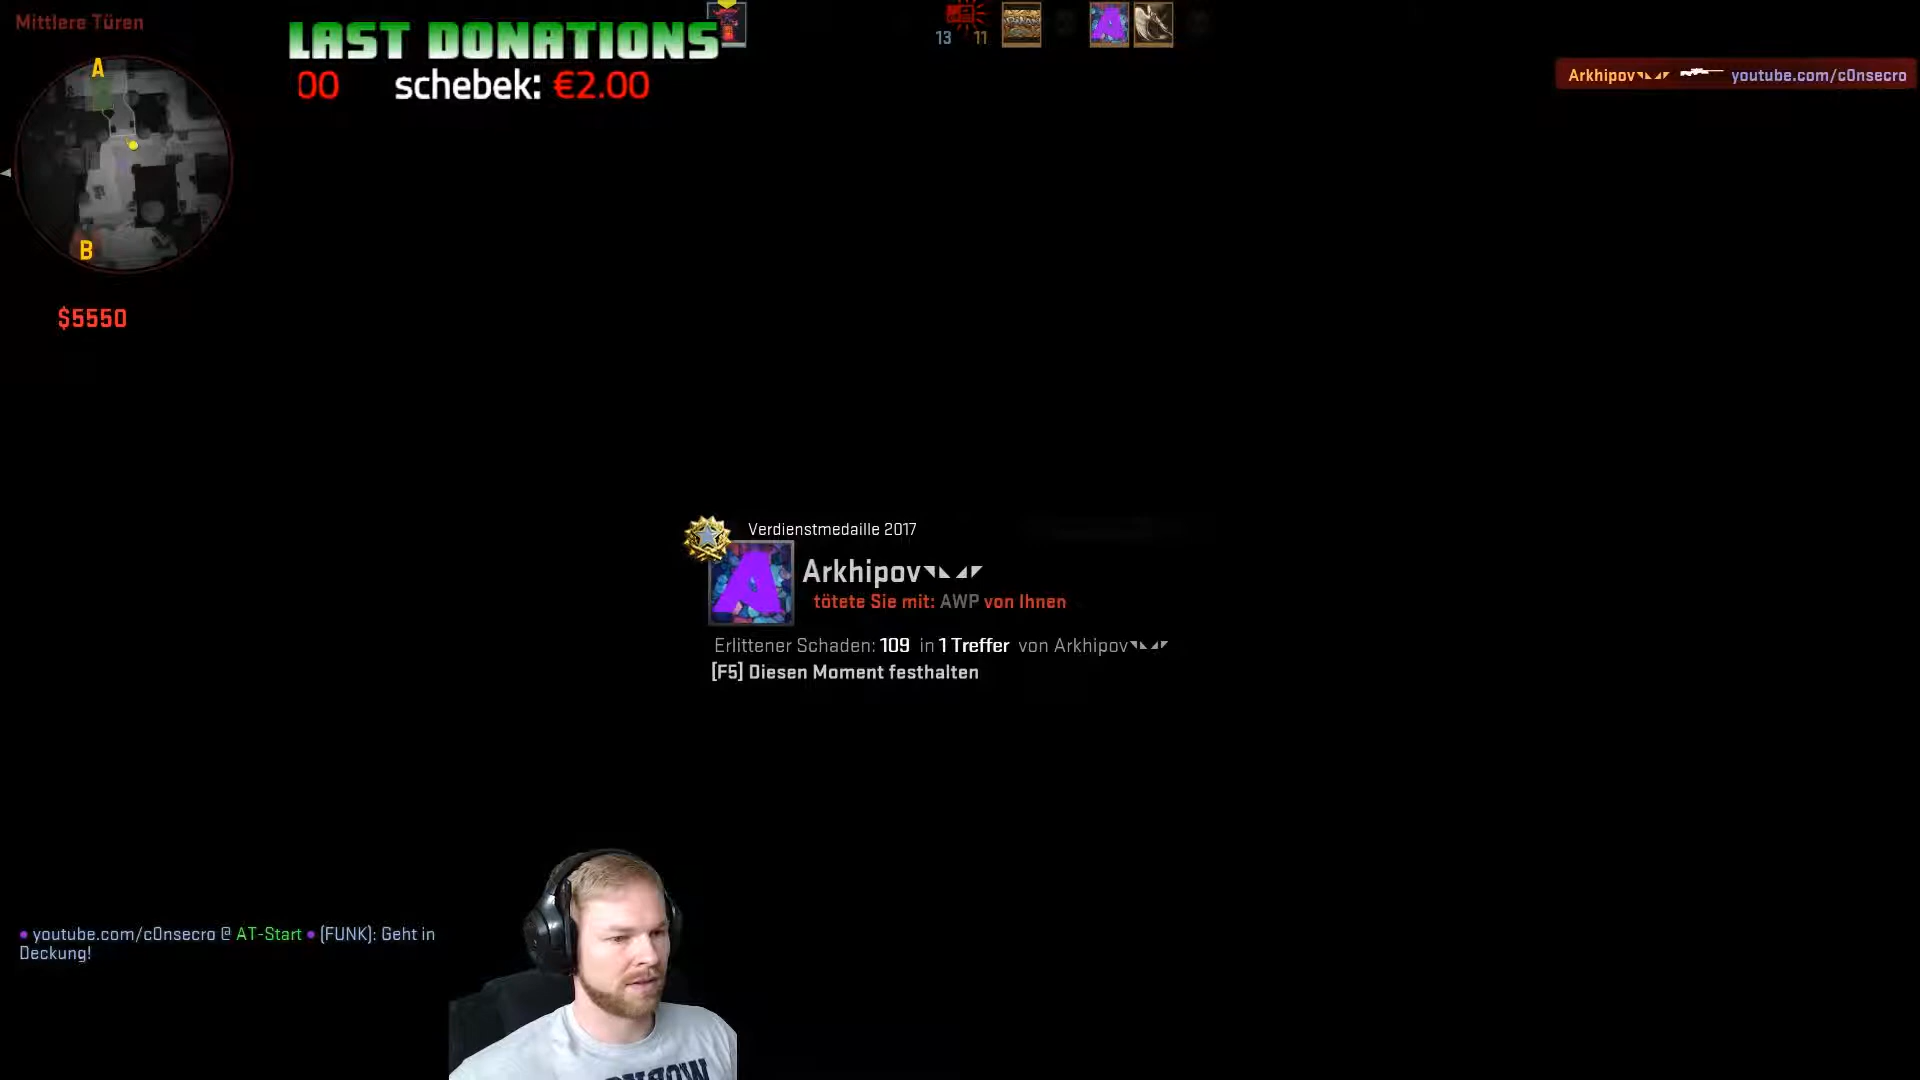 Mittlere Türen
LAST DONATIONS
00 schebek: €2.00
13 11
Arkhipov◥◣◢◤ youtube.com/c0nsecro
A
B
$5550
Verdienstmedaille 2017
A
Arkhipov◥◣◢◤
tötete Sie mit: AWP von Ihnen
Erlittener Schaden: 109 in 1 Treffer von Arkhipov◥◣◢◤
[F5] Diesen Moment festhalten
• youtube.com/c0nsecro @ AT-Start • (FUNK): Geht in
Deckung!